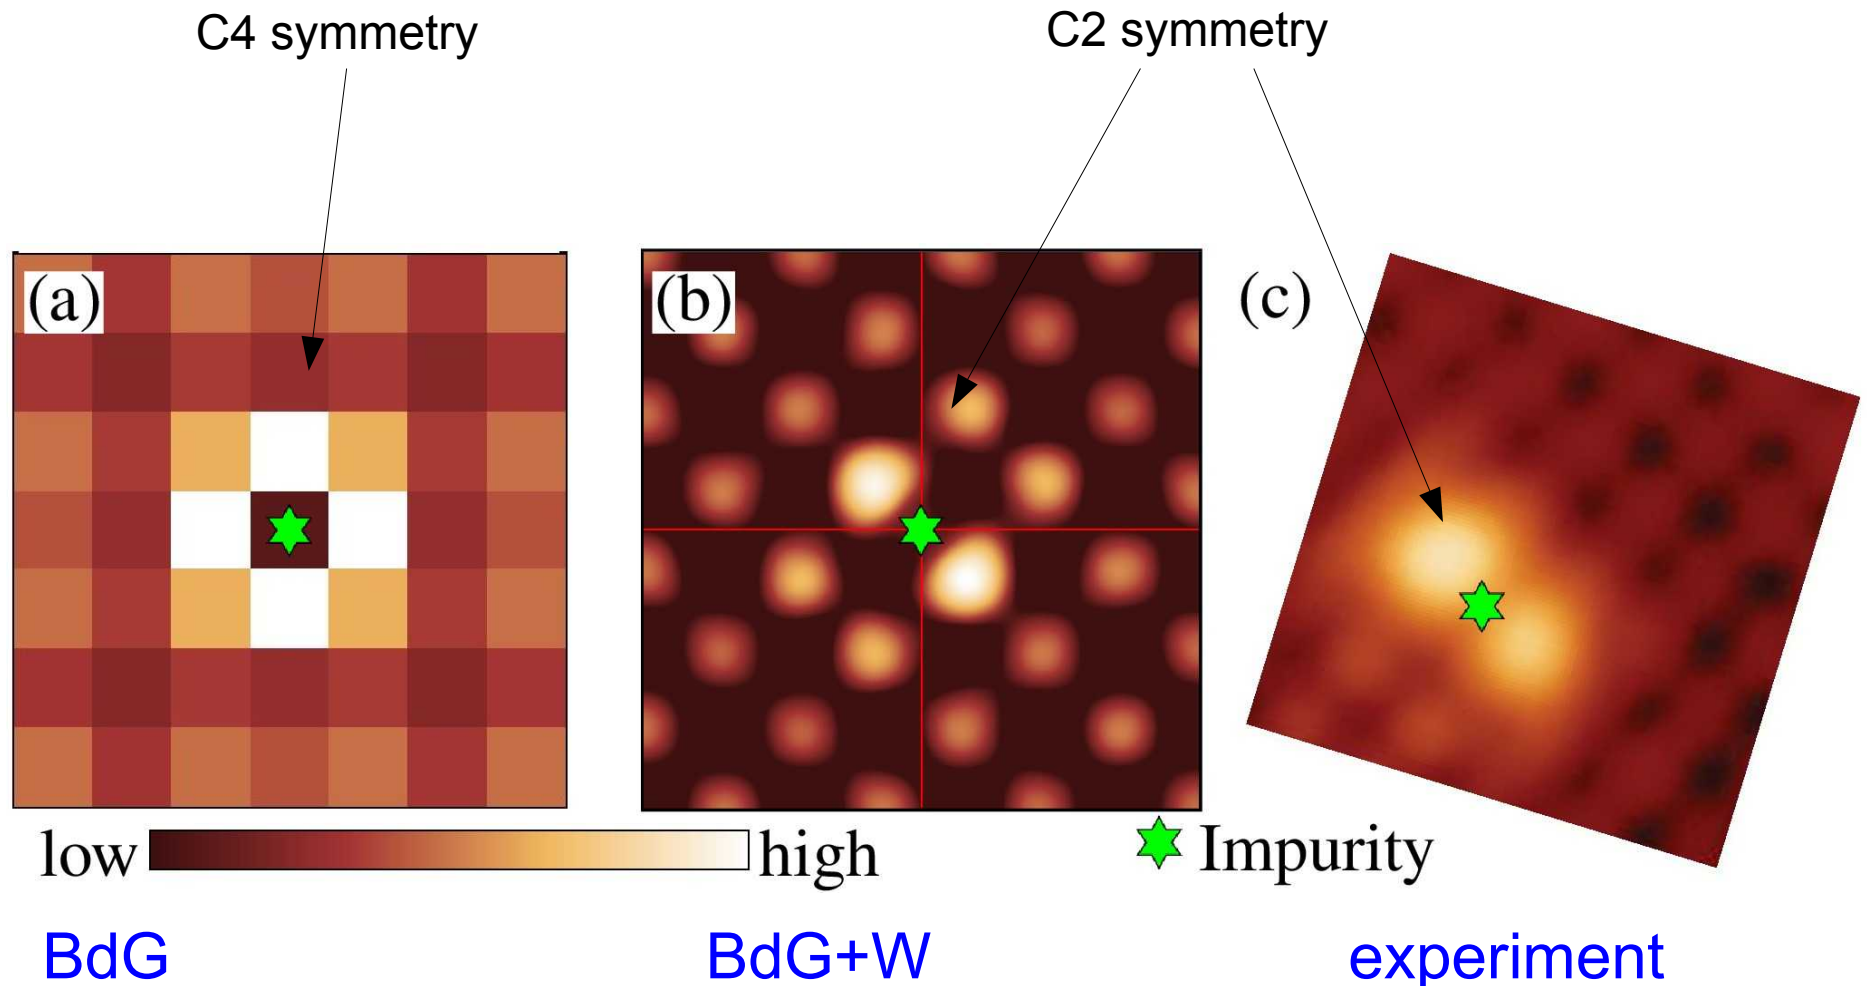 C4 symmetry
C2 symmetry
(a)
(b)
(c)
low
high
Impurity
BdG
BdG+W
experiment